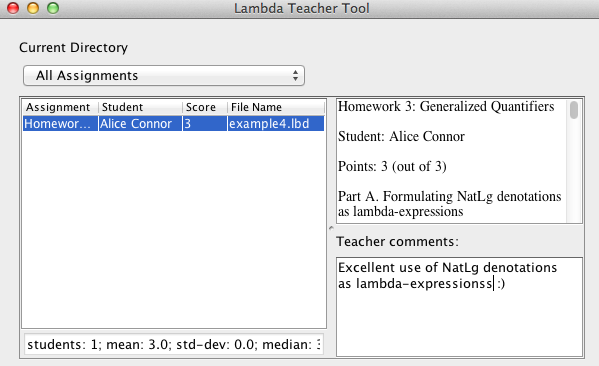 Lambda Teacher Tool
Current Directory
All Assignments
Assignment Student Score File Name
Homewor... Alice Connor 3 example4.lbd
students: 1; mean: 3.0; std-dev: 0.0; median:
Homework 3: Generalized Quantifiers
Student: Alice Connor
Points: 3 (out of 3)
Part A. Formulating NatLg denotations
as lambda-expressions
Teacher comments:
Excellent use of NatLg denotations
as lambda-expressionss :)